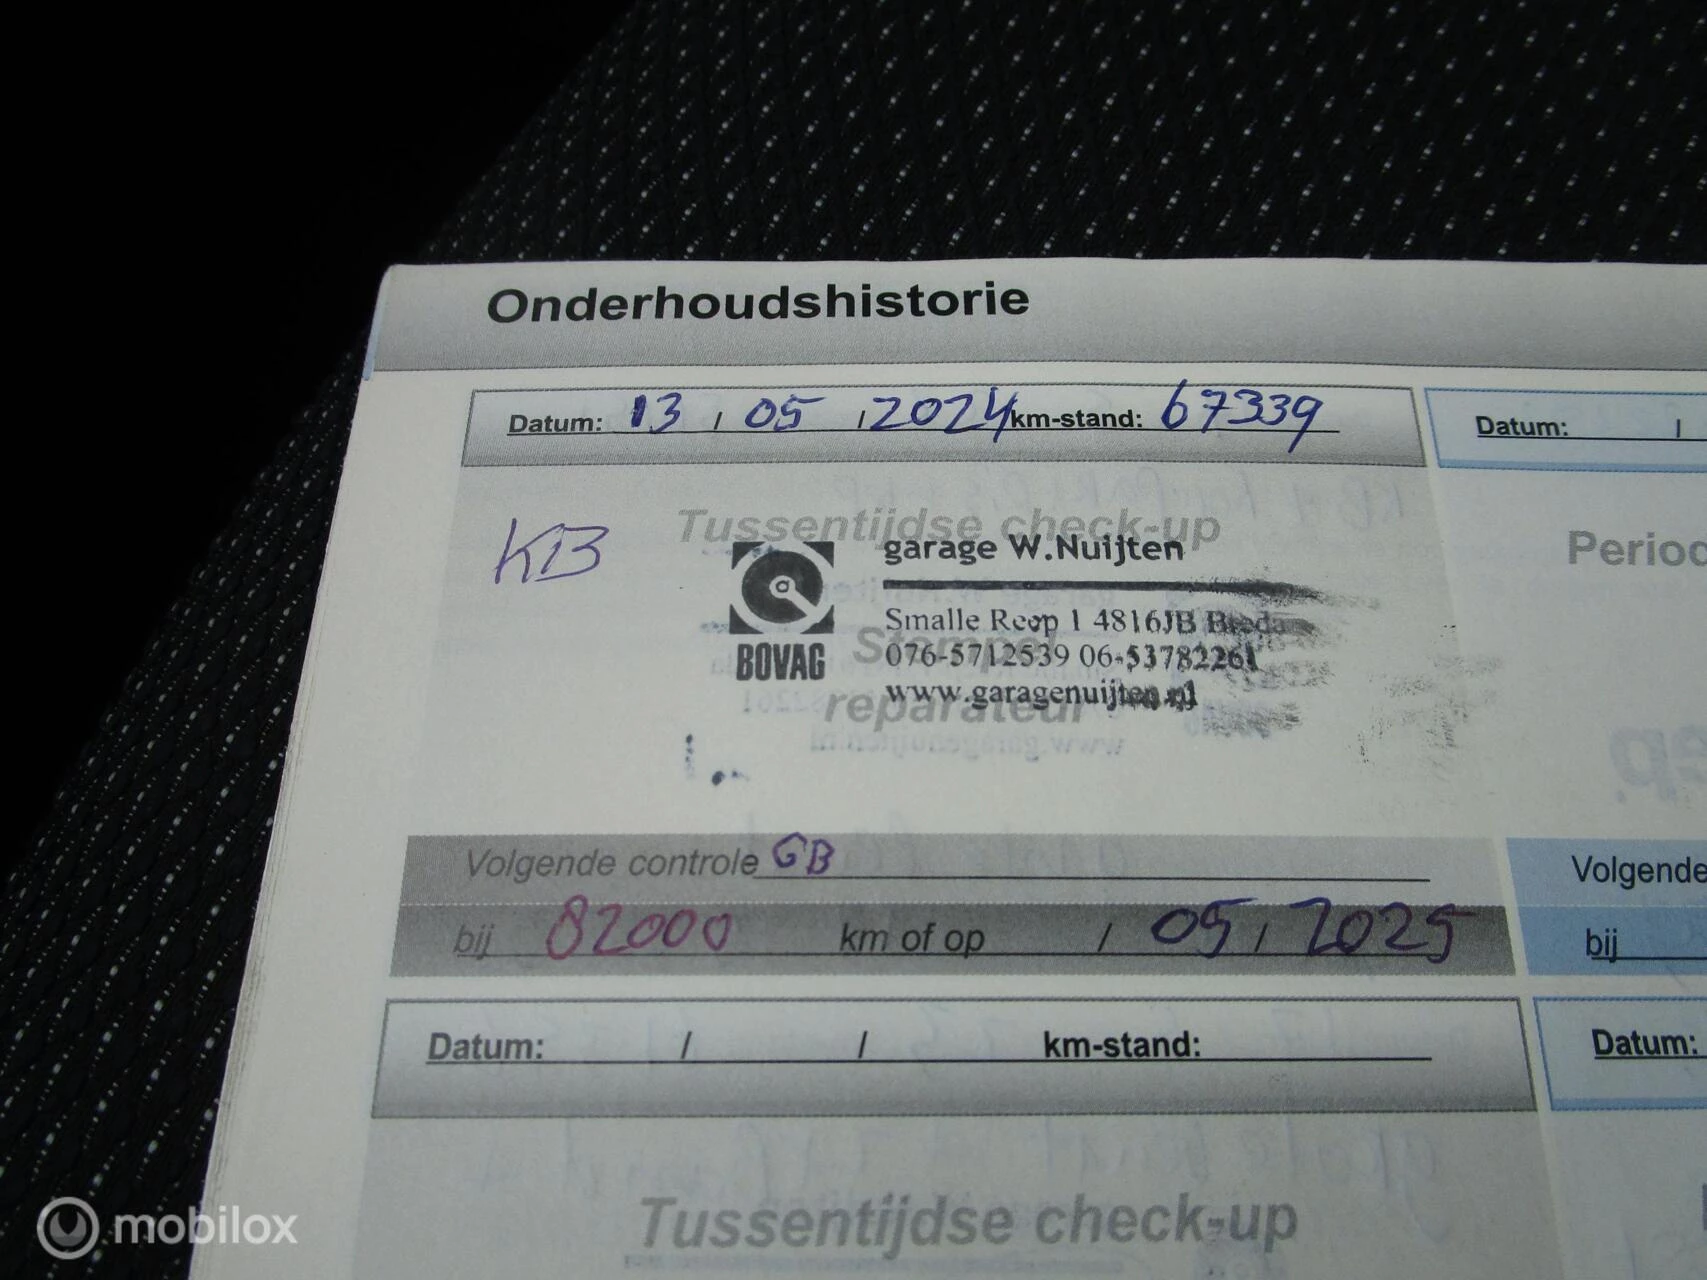 Onderhoudshistorie
Datum: 13 / 05 / 2024 km-stand: 67339
Datum: /
KB
Tussentijdse check-up
garage W.Nuijten
Smalle Reep 1 4816JB Breda
Stempel
BOVAG
076-5712539 06-53782261
www.garagenuijten.nl
reparateur
Volgende controle GB
bij 82000 km of op / 05 / 2025
Volgende
bij
Datum: / / km-stand:
Datum:
Tussentijdse check-up
mobilox